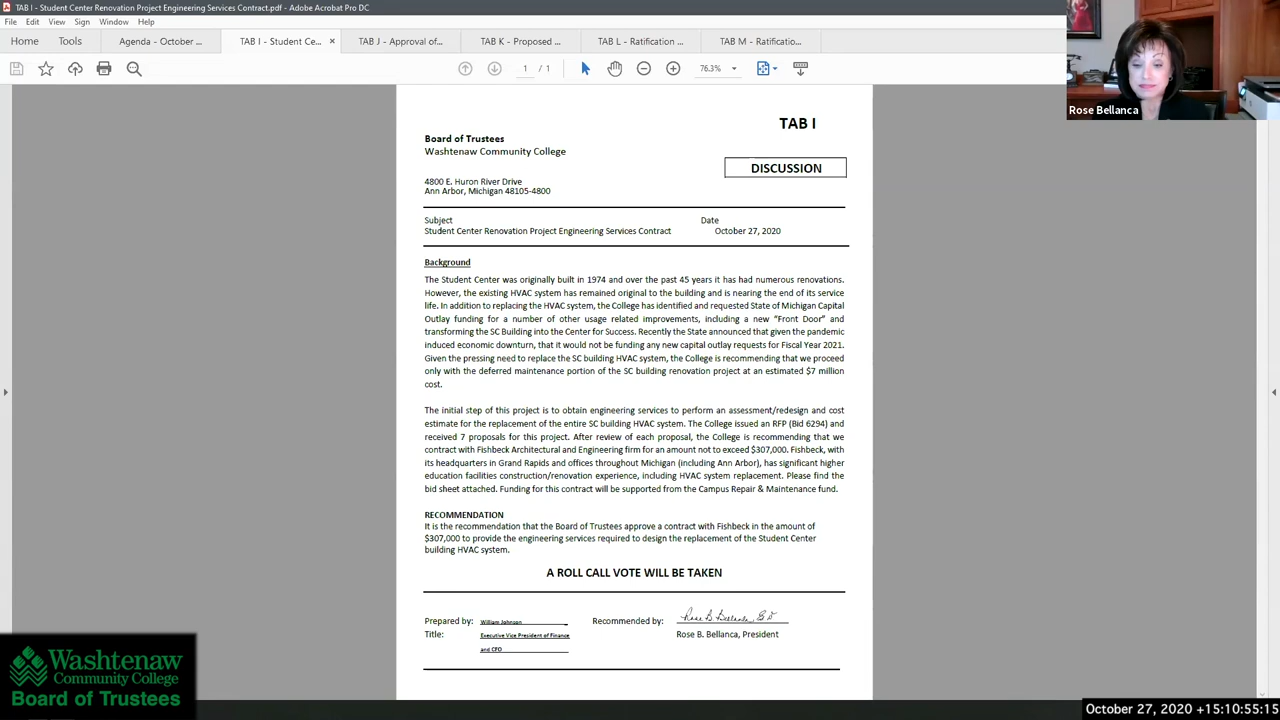 TAB I - Student Center Renovation Project Engineering Services Contract.pdf - Adobe Acrobat Pro DC
File Edit View Sign Window Help
Home Tools Agenda - October ... TAB I - Student Ce... × TAB J - Approval of... TAB K - Proposed ... TAB L - Ratification ... TAB M - Ratificatio...
1 / 1 76.3%
Rose Bellanca
TAB I
Board of Trustees
Washtenaw Community College
DISCUSSION
4800 E. Huron River Drive
Ann Arbor, Michigan 48105-4800
Subject Date
Student Center Renovation Project Engineering Services Contract October 27, 2020
Background
The Student Center was originally built in 1974 and over the past 45 years it has had numerous renovations.
However, the existing HVAC system has remained original to the building and is nearing the end of its service
life. In addition to replacing the HVAC system, the College has identified and requested State of Michigan Capital
Outlay funding for a number of other usage related improvements, including a new “Front Door” and
transforming the SC Building into the Center for Success. Recently the State announced that given the pandemic
induced economic downturn, that it would not be funding any new capital outlay requests for Fiscal Year 2021.
Given the pressing need to replace the SC building HVAC system, the College is recommending that we proceed
only with the deferred maintenance portion of the SC building renovation project at an estimated $7 million
cost.
The initial step of this project is to obtain engineering services to perform an assessment/redesign and cost
estimate for the replacement of the entire SC building HVAC system. The College issued an RFP (Bid 6294) and
received 7 proposals for this project. After review of each proposal, the College is recommending that we
contract with Fishbeck Architectural and Engineering firm for an amount not to exceed $307,000. Fishbeck, with
its headquarters in Grand Rapids and offices throughout Michigan (including Ann Arbor), has significant higher
education facilities construction/renovation experience, including HVAC system replacement. Please find the
bid sheet attached. Funding for this contract will be supported from the Campus Repair & Maintenance fund.
RECOMMENDATION
It is the recommendation that the Board of Trustees approve a contract with Fishbeck in the amount of
$307,000 to provide the engineering services required to design the replacement of the Student Center
building HVAC system.
A ROLL CALL VOTE WILL BE TAKEN
Prepared by: William Johnson Recommended by: Rose B. Bellanca, Ed D
Title: Executive Vice President of Finance Rose B. Bellanca, President
and CFO
Washtenaw
Community College
Board of Trustees
October 27, 2020 +15:10:55:15